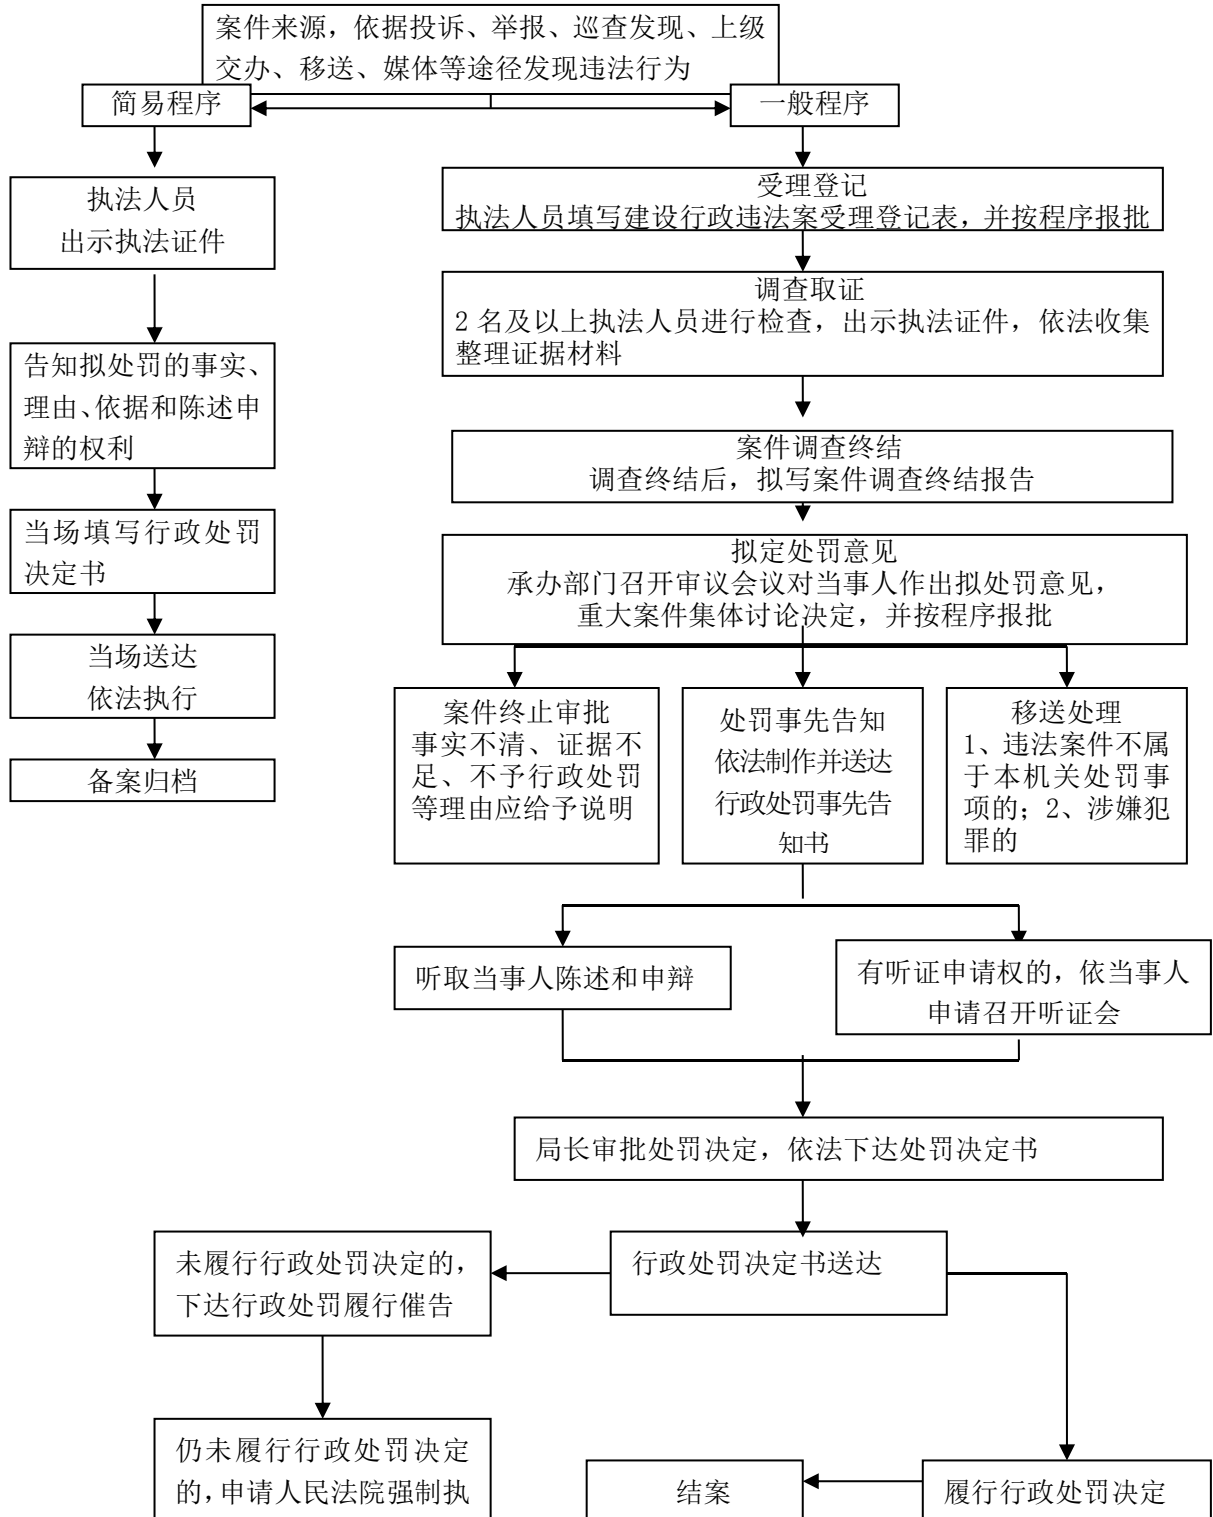 案件来源，依据投诉、举报、巡查发现、上级
交办、移送、媒体等途径发现违法行为
简易程序
一般程序
执法人员
出示执法证件
告知拟处罚的事实、
理由、依据和陈述申
辩的权利
当场填写行政处罚
决定书
当场送达
依法执行
备案归档
受理登记
执法人员填写建设行政违法案受理登记表，并按程序报批
调查取证
2 名及以上执法人员进行检查，出示执法证件，依法收集
整理证据材料
案件调查终结
调查终结后，拟写案件调查终结报告
拟定处罚意见
承办部门召开审议会议对当事人作出拟处罚意见，
重大案件集体讨论决定，并按程序报批
案件终止审批
事实不清、证据不
足、不予行政处罚
等理由应给予说明
处罚事先告知
依法制作并送达
行政处罚事先告
知书
移送处理
1、违法案件不属
于本机关处罚事
项的；2、涉嫌犯
罪的
听取当事人陈述和申辩
有听证申请权的，依当事人
申请召开听证会
局长审批处罚决定，依法下达处罚决定书
行政处罚决定书送达
未履行行政处罚决定的，
下达行政处罚履行催告
仍未履行行政处罚决定
的，申请人民法院强制执
结案
履行行政处罚决定